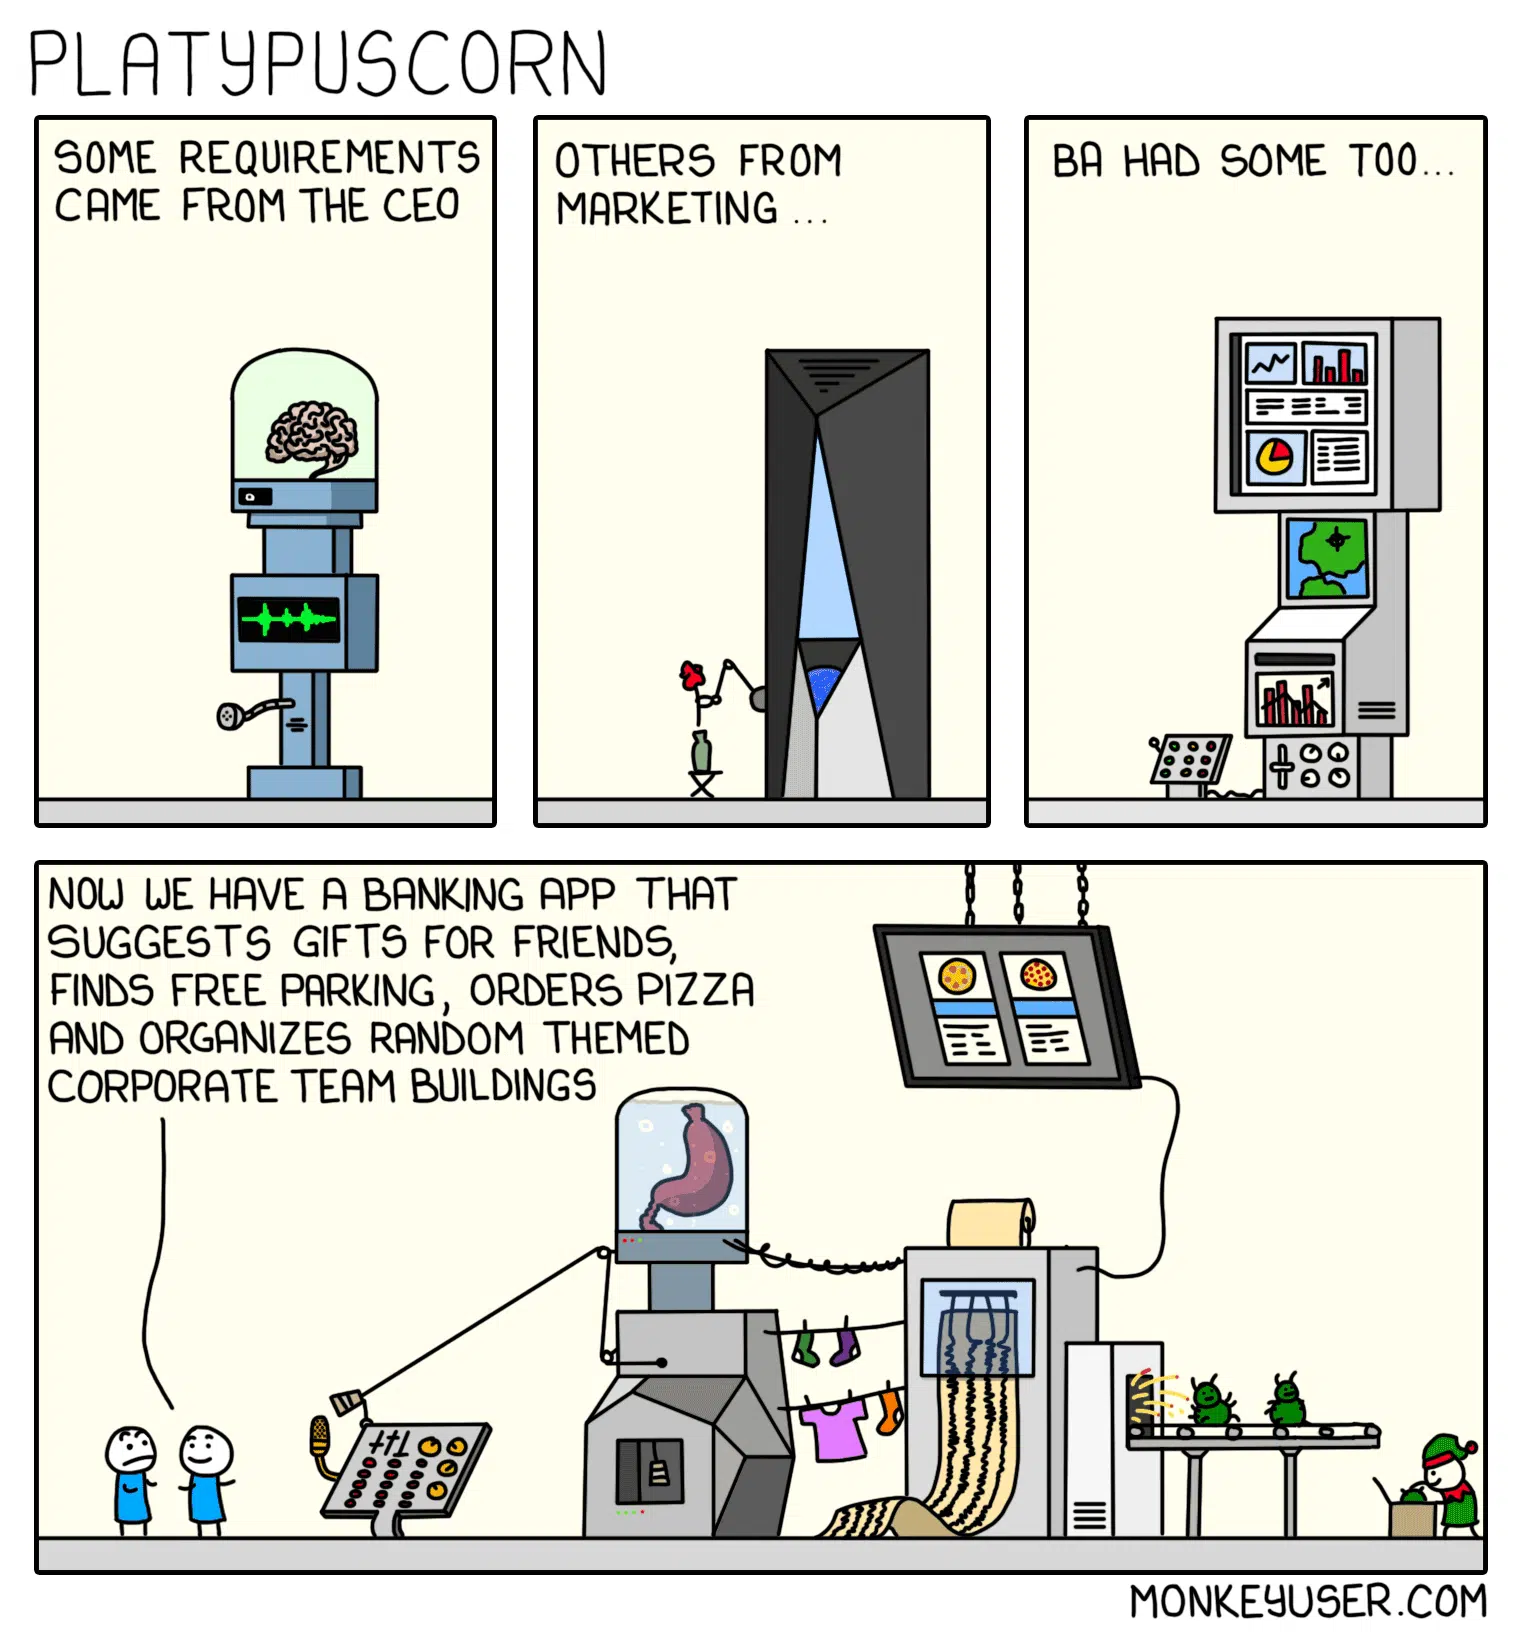 PLATYPUSCORN
SOME REQUIREMENTS
CAME FROM THE CEO
OTHERS FROM
MARKETING ...
BA HAD SOME TOO...
NOW WE HAVE A BANKING APP THAT
SUGGESTS GIFTS FOR FRIENDS,
FINDS FREE PARKING, ORDERS PIZZA
AND ORGANIZES RANDOM THEMED
CORPORATE TEAM BUILDINGS
MONKEYUSER.COM